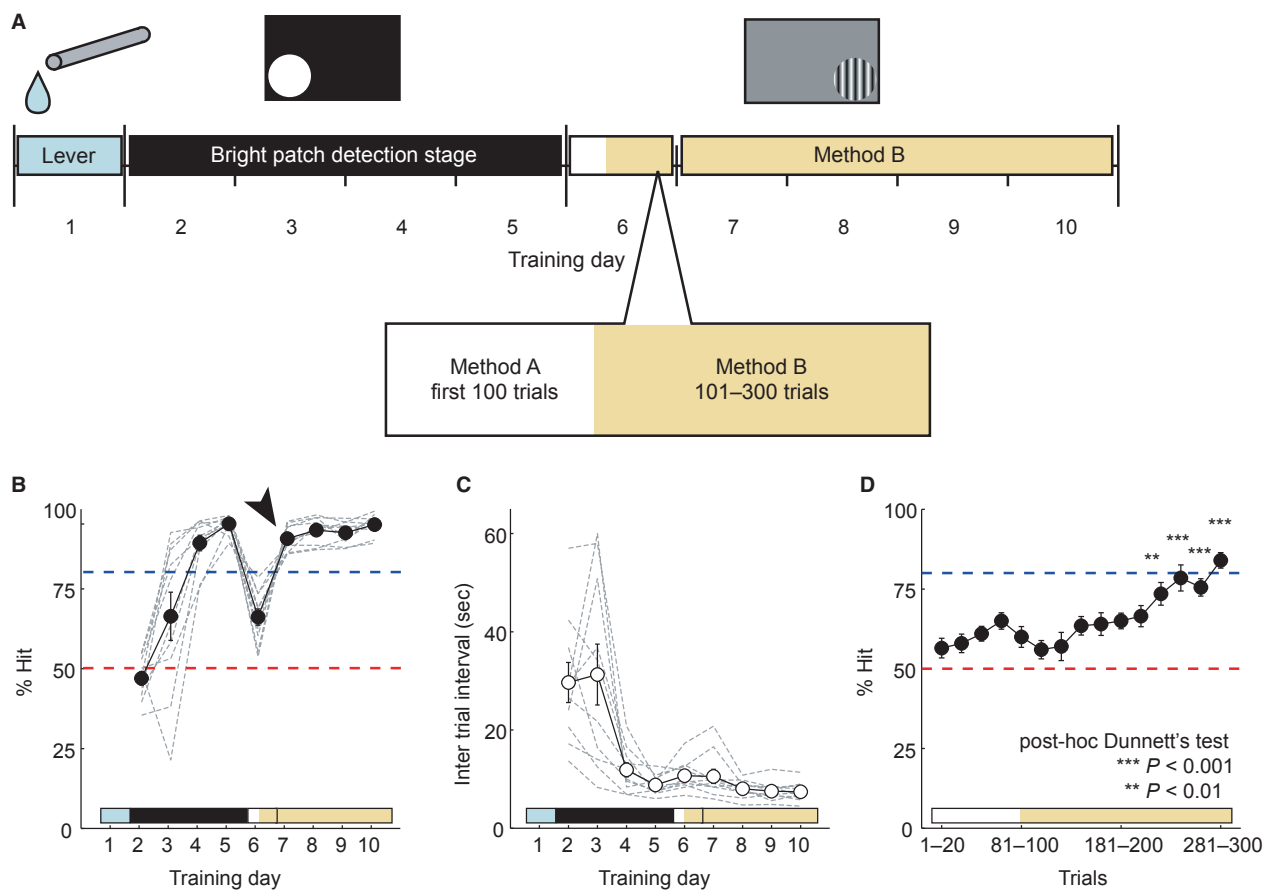 A
Lever
Bright patch detection stage
Method B
1 2 3 4 5 6 7 8 9 10
Training day
Method A
first 100 trials
Method B
101–300 trials
B
% Hit
100
75
50
25
0
1 2 3 4 5 6 7 8 9 10
Training day
C
Inter trial interval (sec)
60
40
20
0
1 2 3 4 5 6 7 8 9 10
Training day
D
% Hit
100
75
50
25
0
** *** *** ***
post-hoc Dunnett’s test
*** P < 0.001
** P < 0.01
1–20 81–100 181–200 281–300
Trials